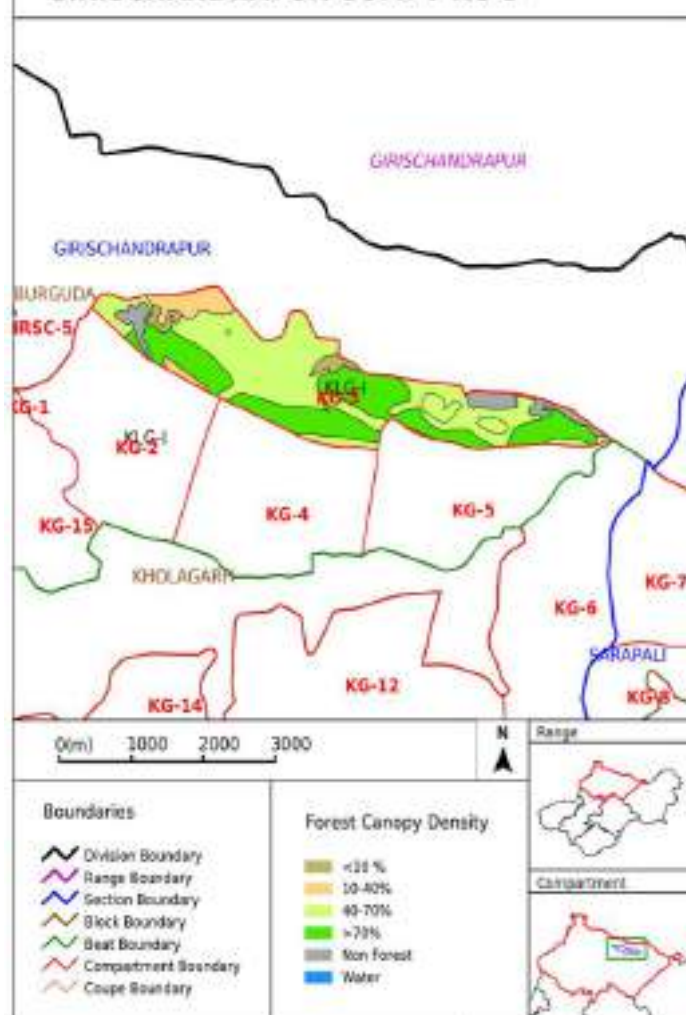 GIRISCHANDRAPUR
GIRISCHANDRAPUR
BURGUDA
KG-1
KLG-I
KG-3
KLG-I
KG-2
KG-4
KG-5
KG-15
KHOLAGARH
KG-6
KG-7
SARAPALI
KG-8
KG-12
KG-14
0(m) 1000 2000 3000
N
Range
Boundaries
Division Boundary
Range Boundary
Section Boundary
Block Boundary
Beat Boundary
Compartment Boundary
Coupe Boundary
Forest Canopy Density
<10 %
10-40%
40-70%
>70%
Non Forest
Water
Compartment